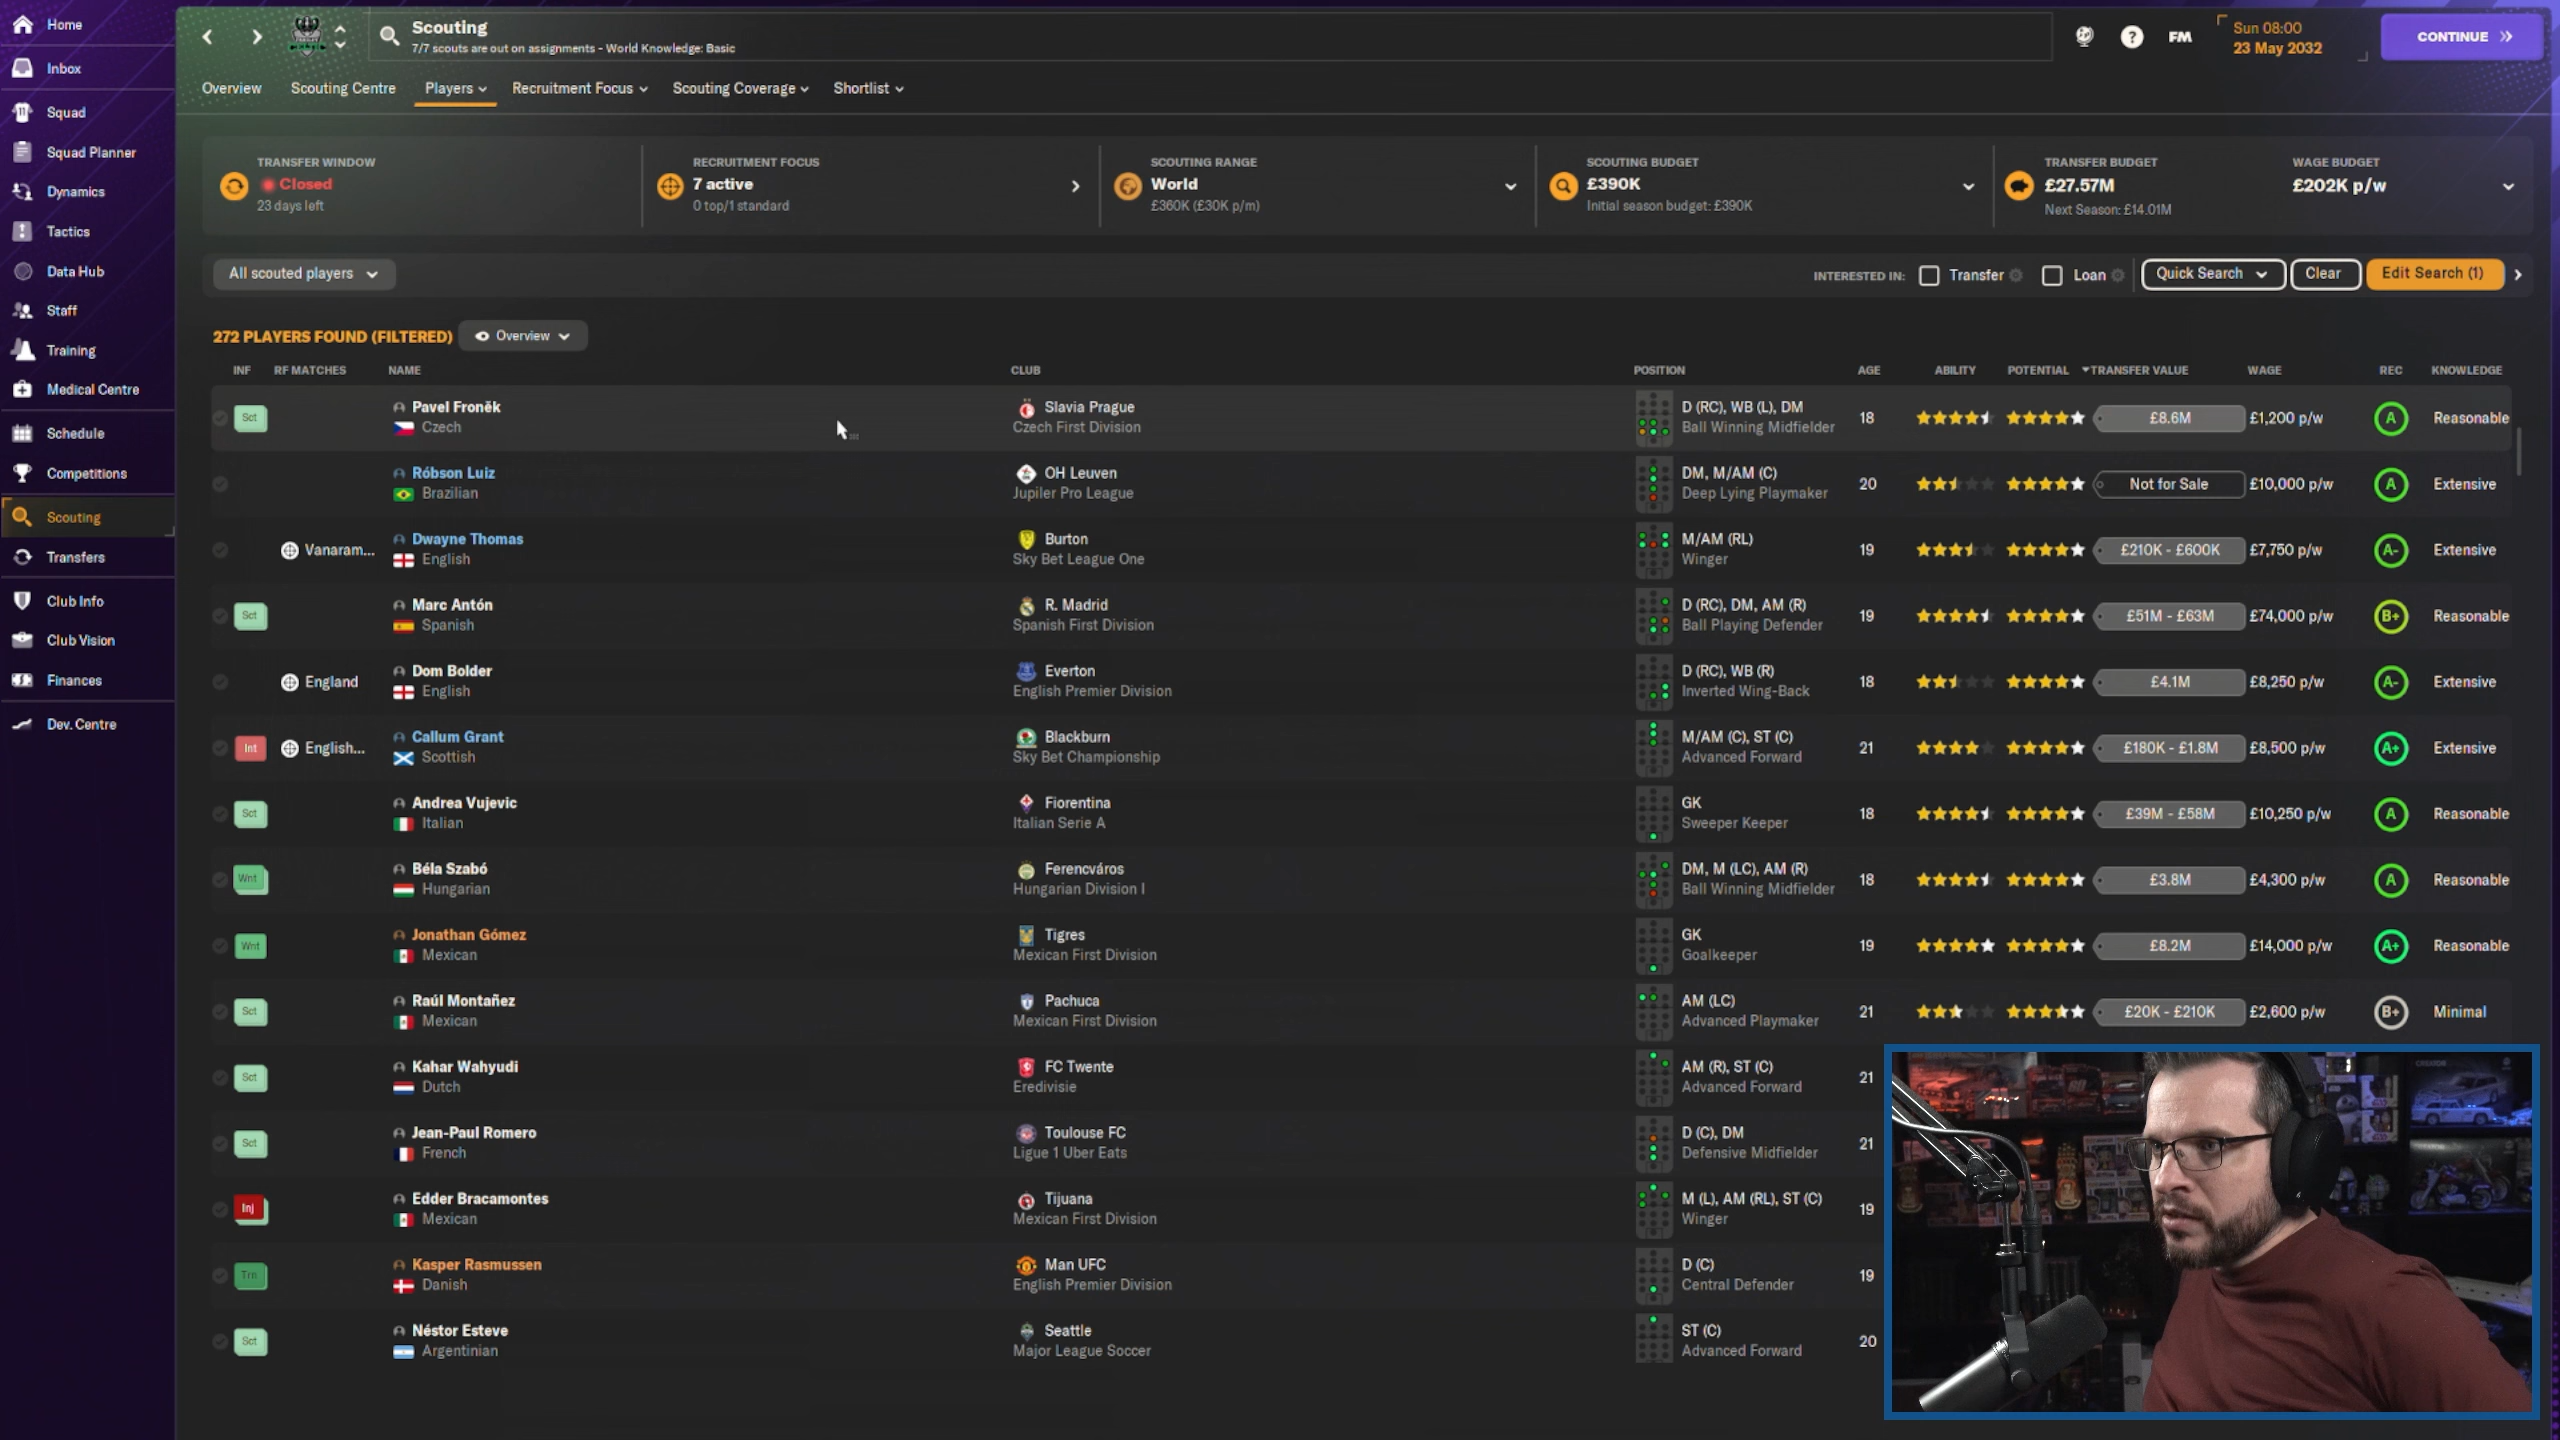 Home
Inbox
Squad
Squad Planner
Dynamics
Tactics
Data Hub
Staff
Training
Medical Centre
Schedule
Competitions
Scouting
Transfers
Club Info
Club Vision
Finances
Dev. Centre
Scouting
7/7 scouts are out on assignments - World Knowledge: Basic
FM
Sun 08:00
23 May 2032
CONTINUE
Overview Scouting Centre Players Recruitment Focus Scouting Coverage Shortlist
TRANSFER WINDOW
Closed
23 days left
RECRUITMENT FOCUS
7 active
0 top/1 standard
SCOUTING RANGE
World
£360K (£30K p/m)
SCOUTING BUDGET
£390K
Initial season budget: £390K
TRANSFER BUDGET
£27.57M
Next Season: £14.01M
WAGE BUDGET
£202K p/w
All scouted players
INTERESTED IN: Transfer Loan Quick Search Clear Edit Search (1)
272 PLAYERS FOUND (FILTERED) Overview
INF RF MATCHES NAME CLUB POSITION AGE ABILITY POTENTIAL TRANSFER VALUE WAGE REC KNOWLEDGE
Sct Pavel Froněk Slavia Prague D (RC), WB (L), DM 18 £8.6M £1,200 p/w A Reasonable
Czech Czech First Division Ball Winning Midfielder
Róbson Luiz OH Leuven DM, M/AM (C) 20 Not for Sale £10,000 p/w A Extensive
Brazilian Jupiler Pro League Deep Lying Playmaker
Vanaram... Dwayne Thomas Burton M/AM (RL) 19 £210K - £600K £7,750 p/w A- Extensive
English Sky Bet League One Winger
Sct Marc Antón R. Madrid D (RC), DM, AM (R) 19 £51M - £63M £74,000 p/w B+ Reasonable
Spanish Spanish First Division Ball Playing Defender
England Dom Bolder Everton D (RC), WB (R) 18 £4.1M £8,250 p/w A- Extensive
English English Premier Division Inverted Wing-Back
Int English... Callum Grant Blackburn M/AM (C), ST (C) 21 £180K - £1.8M £8,500 p/w A+ Extensive
Scottish Sky Bet Championship Advanced Forward
Sct Andrea Vujevic Fiorentina GK 18 £39M - £58M £10,250 p/w A Reasonable
Italian Italian Serie A Sweeper Keeper
Wnt Béla Szabó Ferencváros DM, M (LC), AM (R) 18 £3.8M £4,300 p/w A Reasonable
Hungarian Hungarian Division I Ball Winning Midfielder
Wnt Jonathan Gómez Tigres GK 19 £8.2M £14,000 p/w A+ Reasonable
Mexican Mexican First Division Goalkeeper
Sct Raúl Montañez Pachuca AM (LC) 21 £20K - £210K £2,600 p/w B+ Minimal
Mexican Mexican First Division Advanced Playmaker
Sct Kahar Wahyudi FC Twente AM (R), ST (C) 21
Dutch Eredivisie Advanced Forward
Sct Jean-Paul Romero Toulouse FC D (C), DM 21
French Ligue 1 Uber Eats Defensive Midfielder
Inj Edder Bracamontes Tijuana M (L), AM (RL), ST (C) 19
Mexican Mexican First Division Winger
Trn Kasper Rasmussen Man UFC D (C) 19
Danish English Premier Division Central Defender
Sct Néstor Esteve Seattle ST (C) 20
Argentinian Major League Soccer Advanced Forward